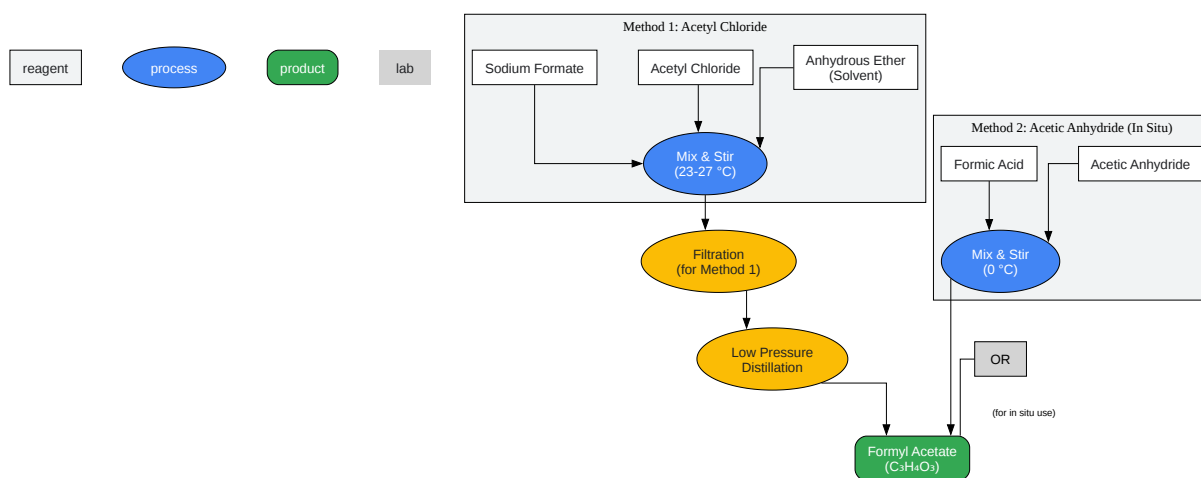 reagent
process
product
lab
Method 1: Acetyl Chloride
Sodium Formate
Acetyl Chloride
Anhydrous Ether
(Solvent)
Mix & Stir
(23-27 °C)
Method 2: Acetic Anhydride (In Situ)
Formic Acid
Acetic Anhydride
Mix & Stir
(0 °C)
Filtration
(for Method 1)
Low Pressure
Distillation
OR
(for in situ use)
Formyl Acetate
(C₃H₄O₃)